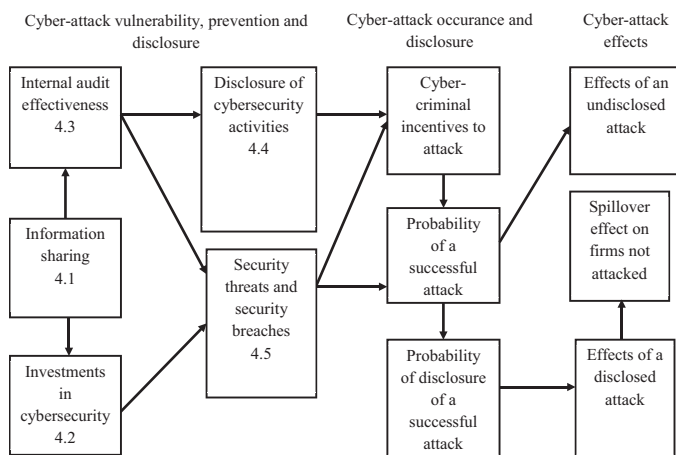 Cyber-attack vulnerability, prevention and
disclosure
Cyber-attack occurance and
disclosure
Cyber-attack
effects
Internal audit
effectiveness
4.3
Disclosure of
cybersecurity
activities
4.4
Cyber-
criminal
incentives to
attack
Effects of an
undisclosed
attack
Information
sharing
4.1
Security
threats and
security
breaches
4.5
Probability
of a
successful
attack
Spillover
effect on
firms not
attacked
Investments
in
cybersecurity
4.2
Probability
of disclosure
of a
successful
attack
Effects of a
disclosed
attack